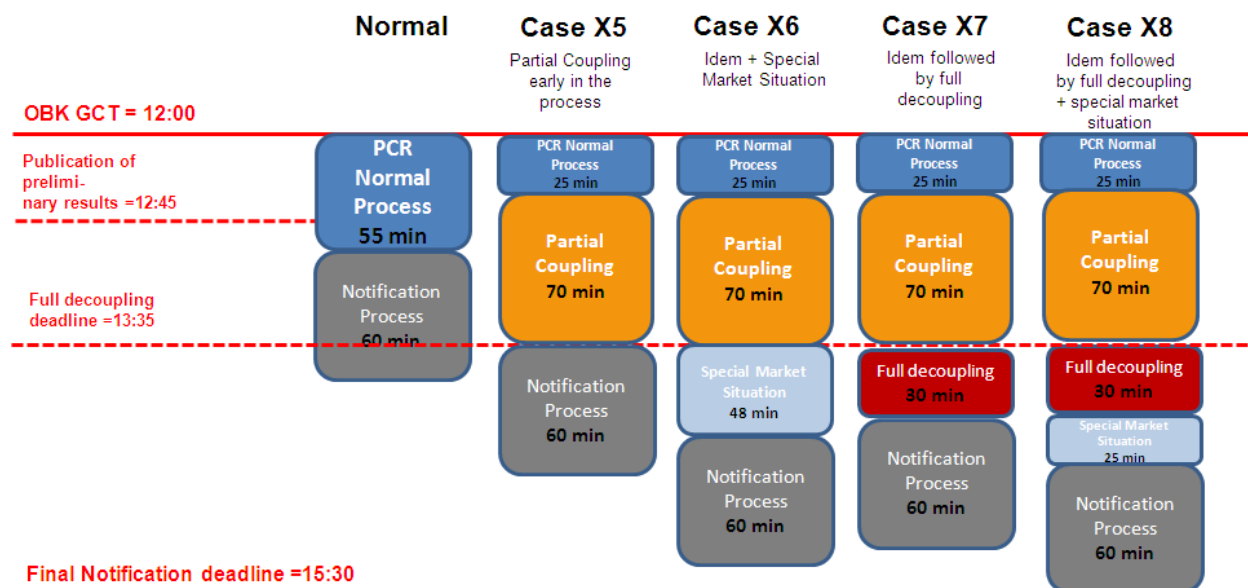 Normal
Case X5
Case X6
Case X7
Case X8
Partial Coupling
early in the
process
Idem + Special
Market Situation
Idem followed
by full
decoupling
Idem followed
by full decoupling
+ special market
situation
OBK GCT = 12:00
Publication of
prelimi-
nary results =12:45
Full decoupling
deadline =13:35
Final Notification deadline =15:30
PCR
Normal
Process
55 min
Notification
Process
60 min
PCR Normal
Process
25 min
Partial
Coupling
70 min
Notification
Process
60 min
PCR Normal
Process
25 min
Partial
Coupling
70 min
Special Market
Situation
48 min
Notification
Process
60 min
PCR Normal
Process
25 min
Partial
Coupling
70 min
Full decoupling
30 min
Notification
Process
60 min
PCR Normal
Process
25 min
Partial
Coupling
70 min
Full decoupling
30 min
Special Market
Situation
25 min
Notification
Process
60 min